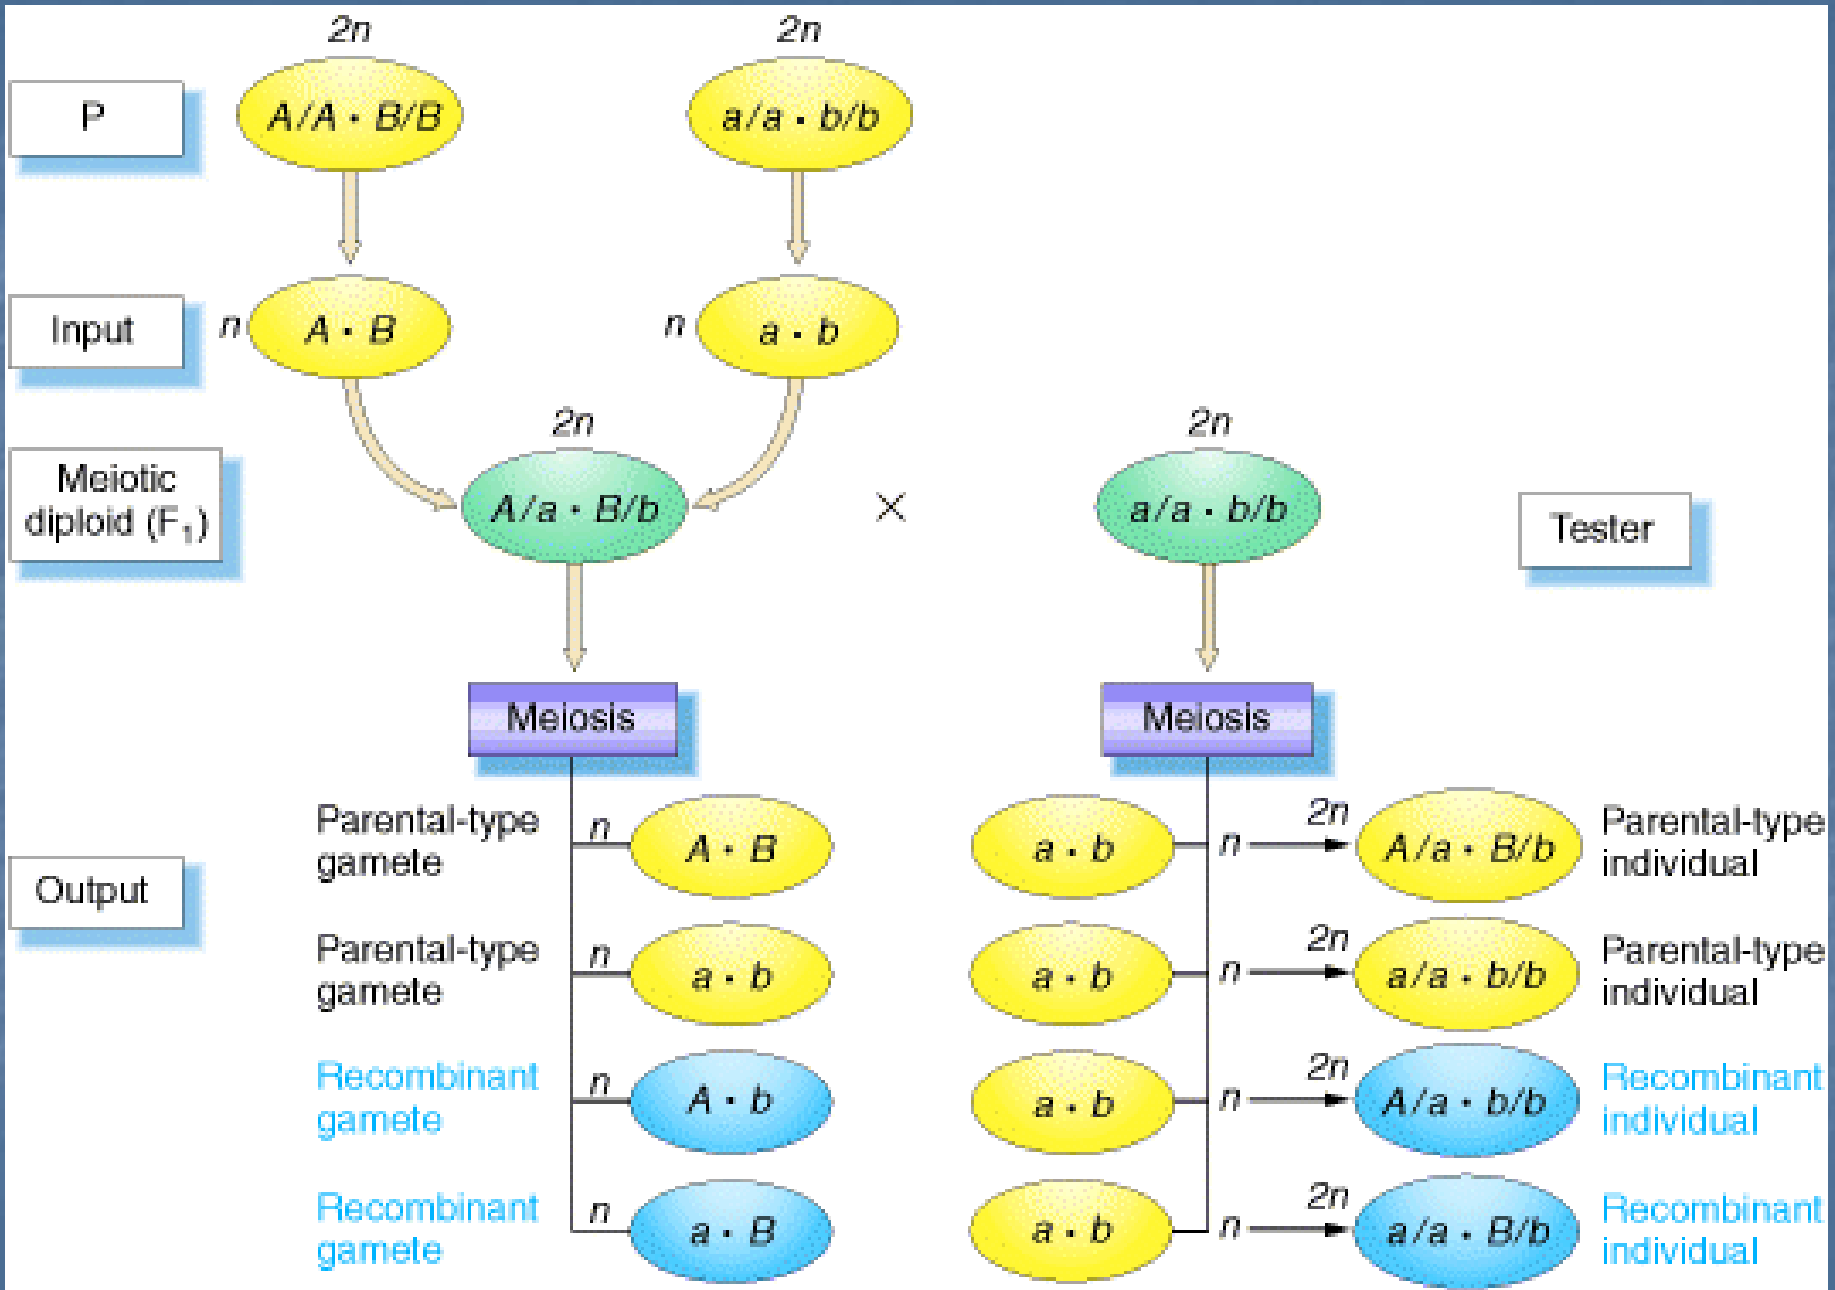 2n 2n
P A/A · B/B a/a · b/b
Input n A · B n a · b
2n 2n
Meiotic
diploid (F₁) A/a · B/b × a/a · b/b Tester
Meiosis Meiosis
Output
Parental-type
gamete n A · B a · b n 2n A/a · B/b Parental-type
individual
Parental-type
gamete n a · b a · b n 2n a/a · b/b Parental-type
individual
Recombinant
gamete n A · b a · b n 2n A/a · b/b Recombinant
individual
Recombinant
gamete n a · B a · b n 2n a/a · B/b Recombinant
individual